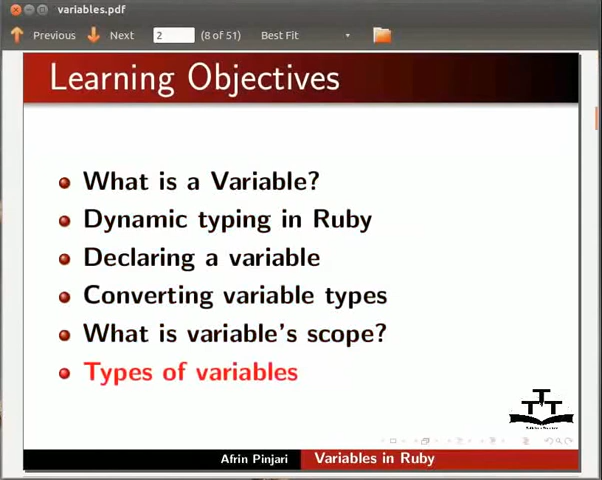 variables.pdf
Previous Next 2 (8 of 51) Best Fit
Learning Objectives
What is a Variable?
Dynamic typing in Ruby
Declaring a variable
Converting variable types
What is variable's scope?
Types of variables
TTT
Afrin Pinjari Variables in Ruby